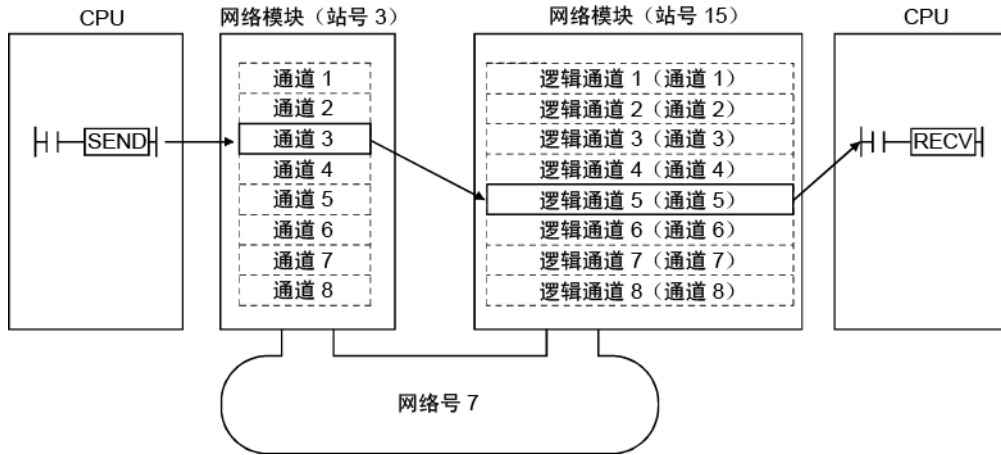 CPU
网络模块（站号 3）
网络模块（站号 15）
CPU
通道 1
通道 2
通道 3
通道 4
通道 5
通道 6
通道 7
通道 8
逻辑通道 1（通道 1）
逻辑通道 2（通道 2）
逻辑通道 3（通道 3）
逻辑通道 4（通道 4）
逻辑通道 5（通道 5）
逻辑通道 6（通道 6）
逻辑通道 7（通道 7）
逻辑通道 8（通道 8）
SEND
RECV
网络号 7